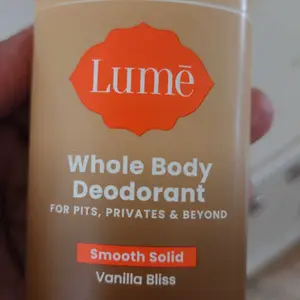 Lumē
Whole Body
Deodorant
FOR PITS, PRIVATES & BEYOND
Smooth Solid
Vanilla Bliss